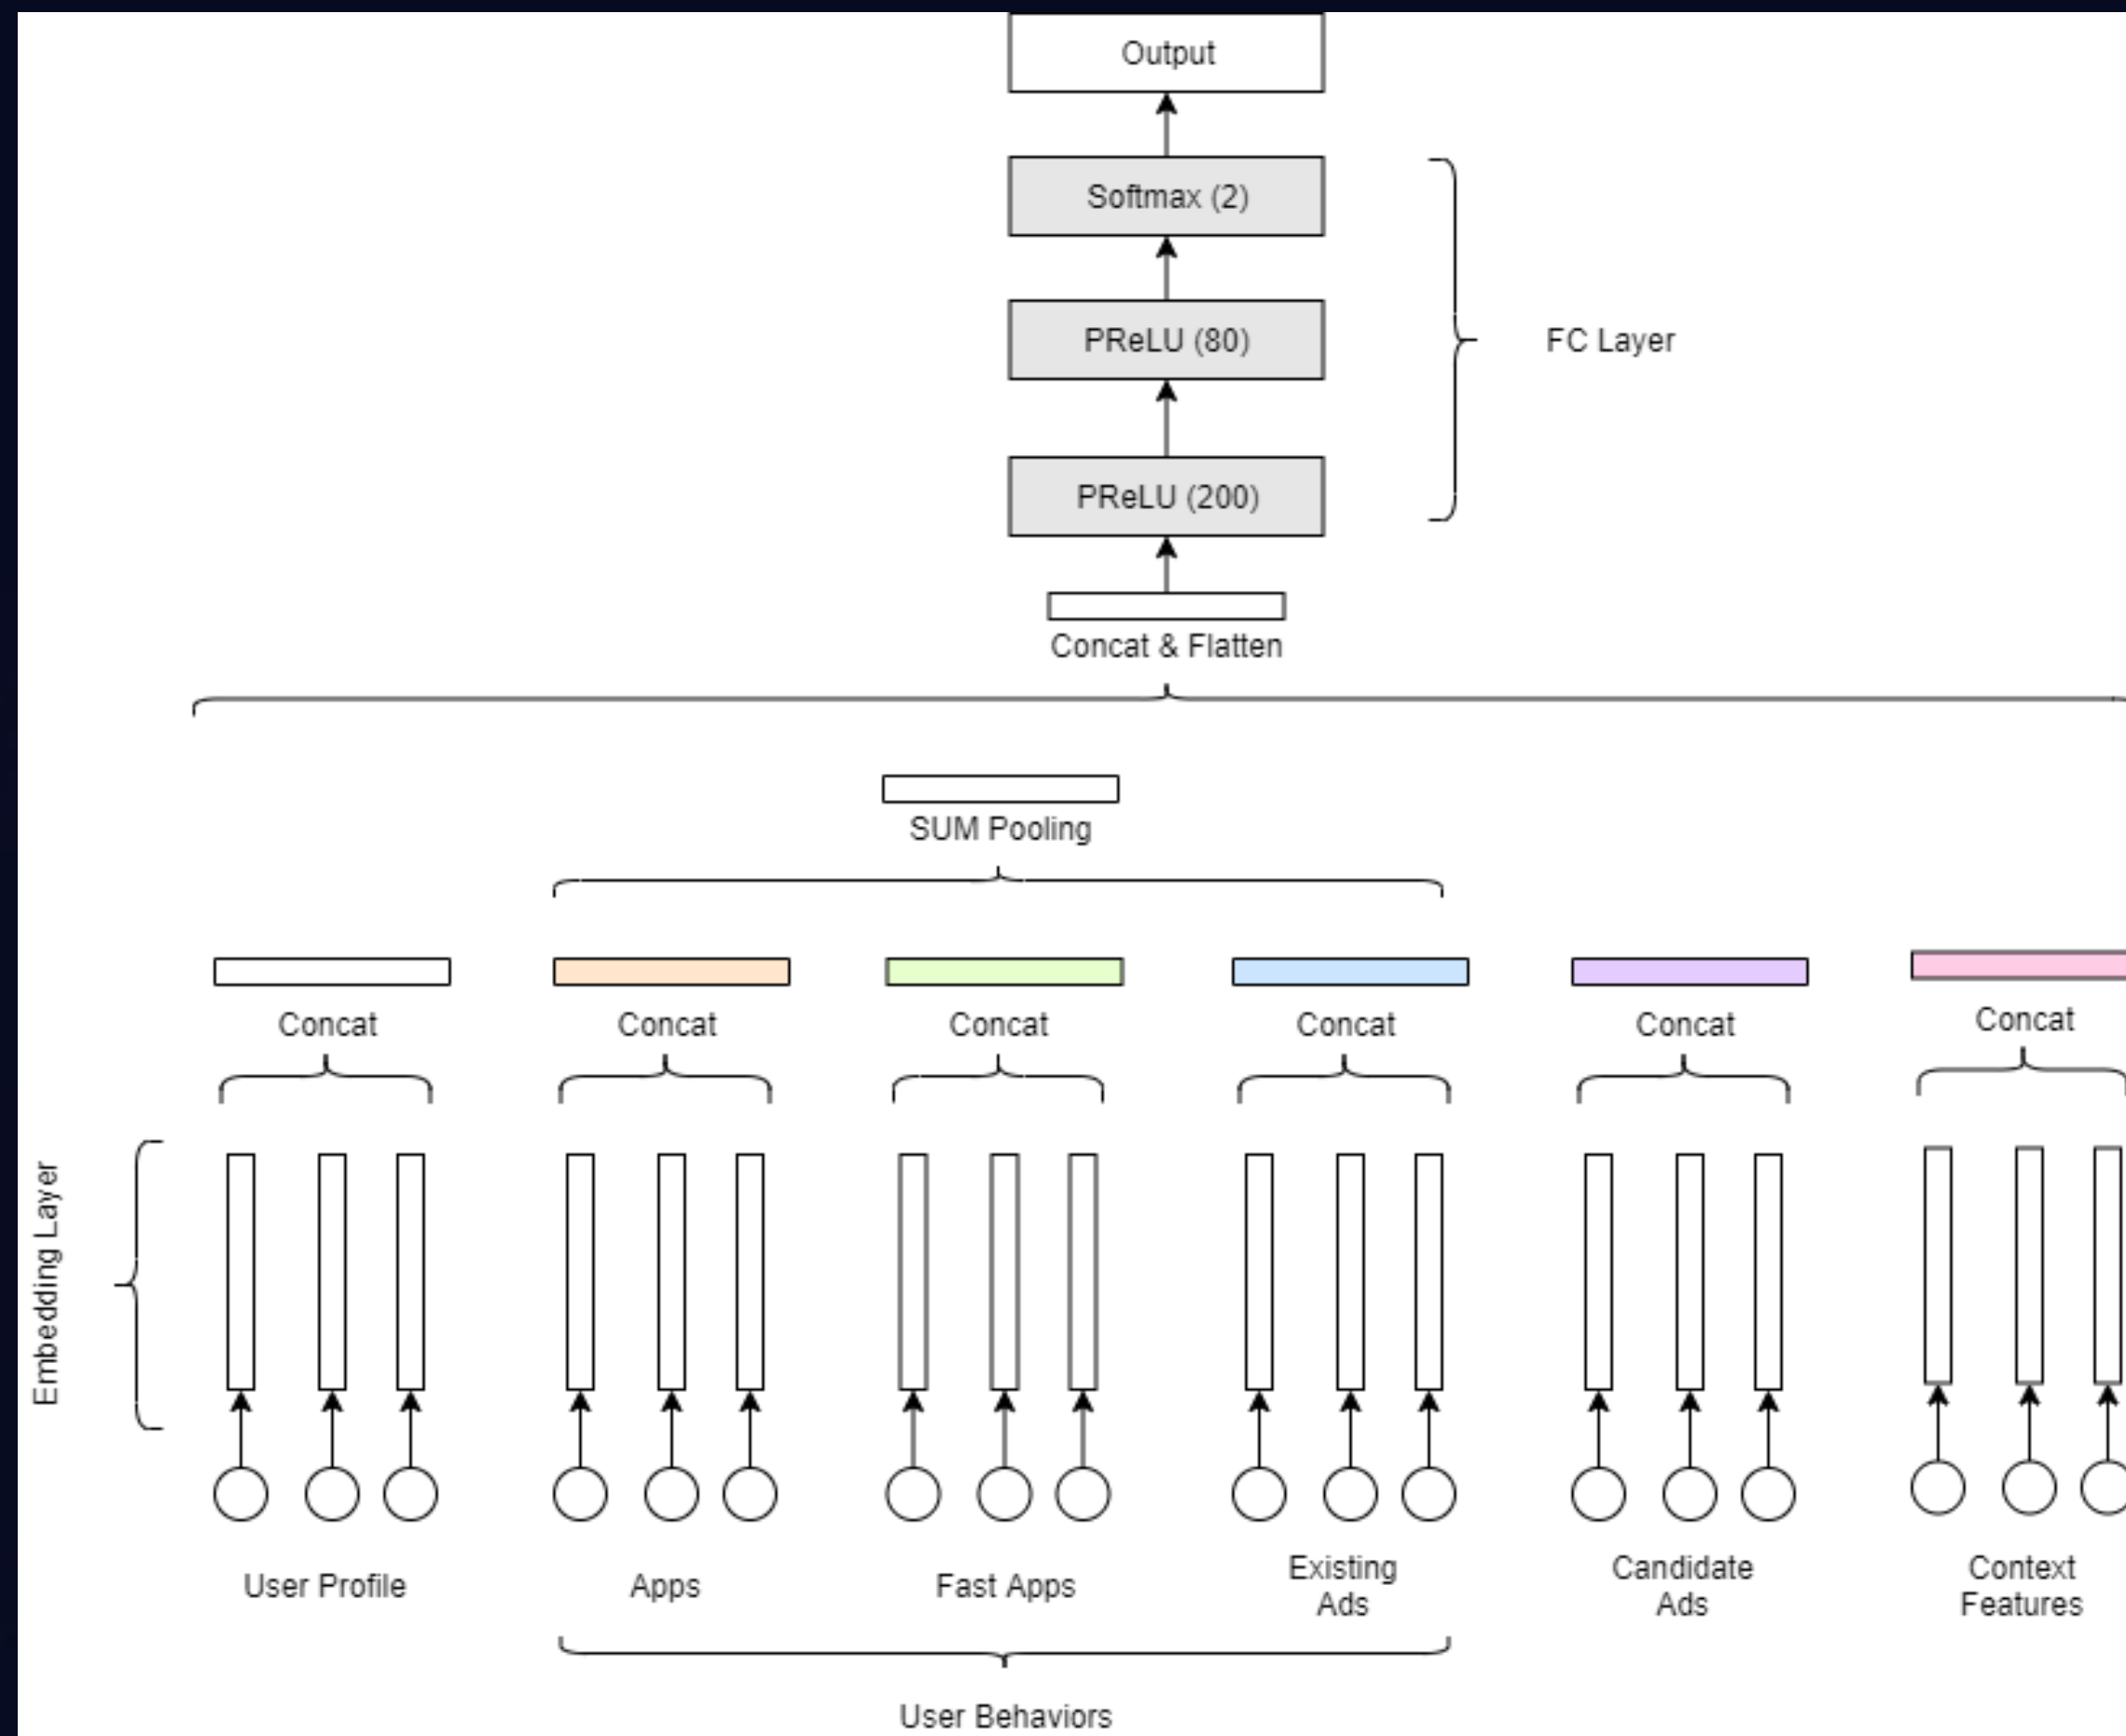 Output
Softmax (2)
PReLU (80)
FC Layer
PReLU (200)
Concat & Flatten
SUM Pooling
Concat
Concat
Concat
Concat
Concat
Concat
Embedding Layer
User Profile
Apps
Fast Apps
Existing
Ads
Candidate
Ads
Context
Features
User Behaviors